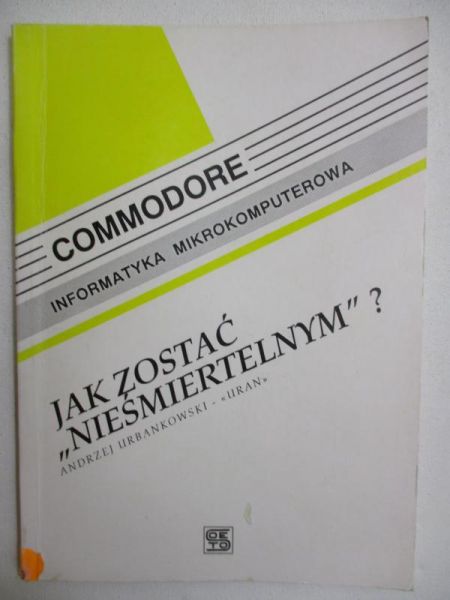 COMMODORE
INFORMATYKA MIKROKOMPUTEROWA
JAK ZOSTAĆ
„NIEŚMIERTELNYM” ?
ANDRZEJ URBANKOWSKI - «URAN»